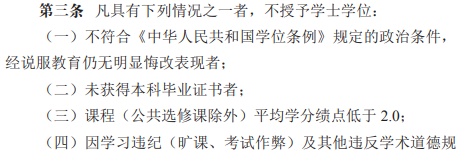 第三条 凡具有下列情况之一者，不授予学士学位：
（一）不符合《中华人民共和国学位条例》规定的政治条件，
经说服教育仍无明显悔改表现者；
（二）未获得本科毕业证书者；
（三）课程（公共选修课除外）平均学分绩点低于 2.0；
（四）因学习违纪（旷课、考试作弊）及其他违反学术道德规